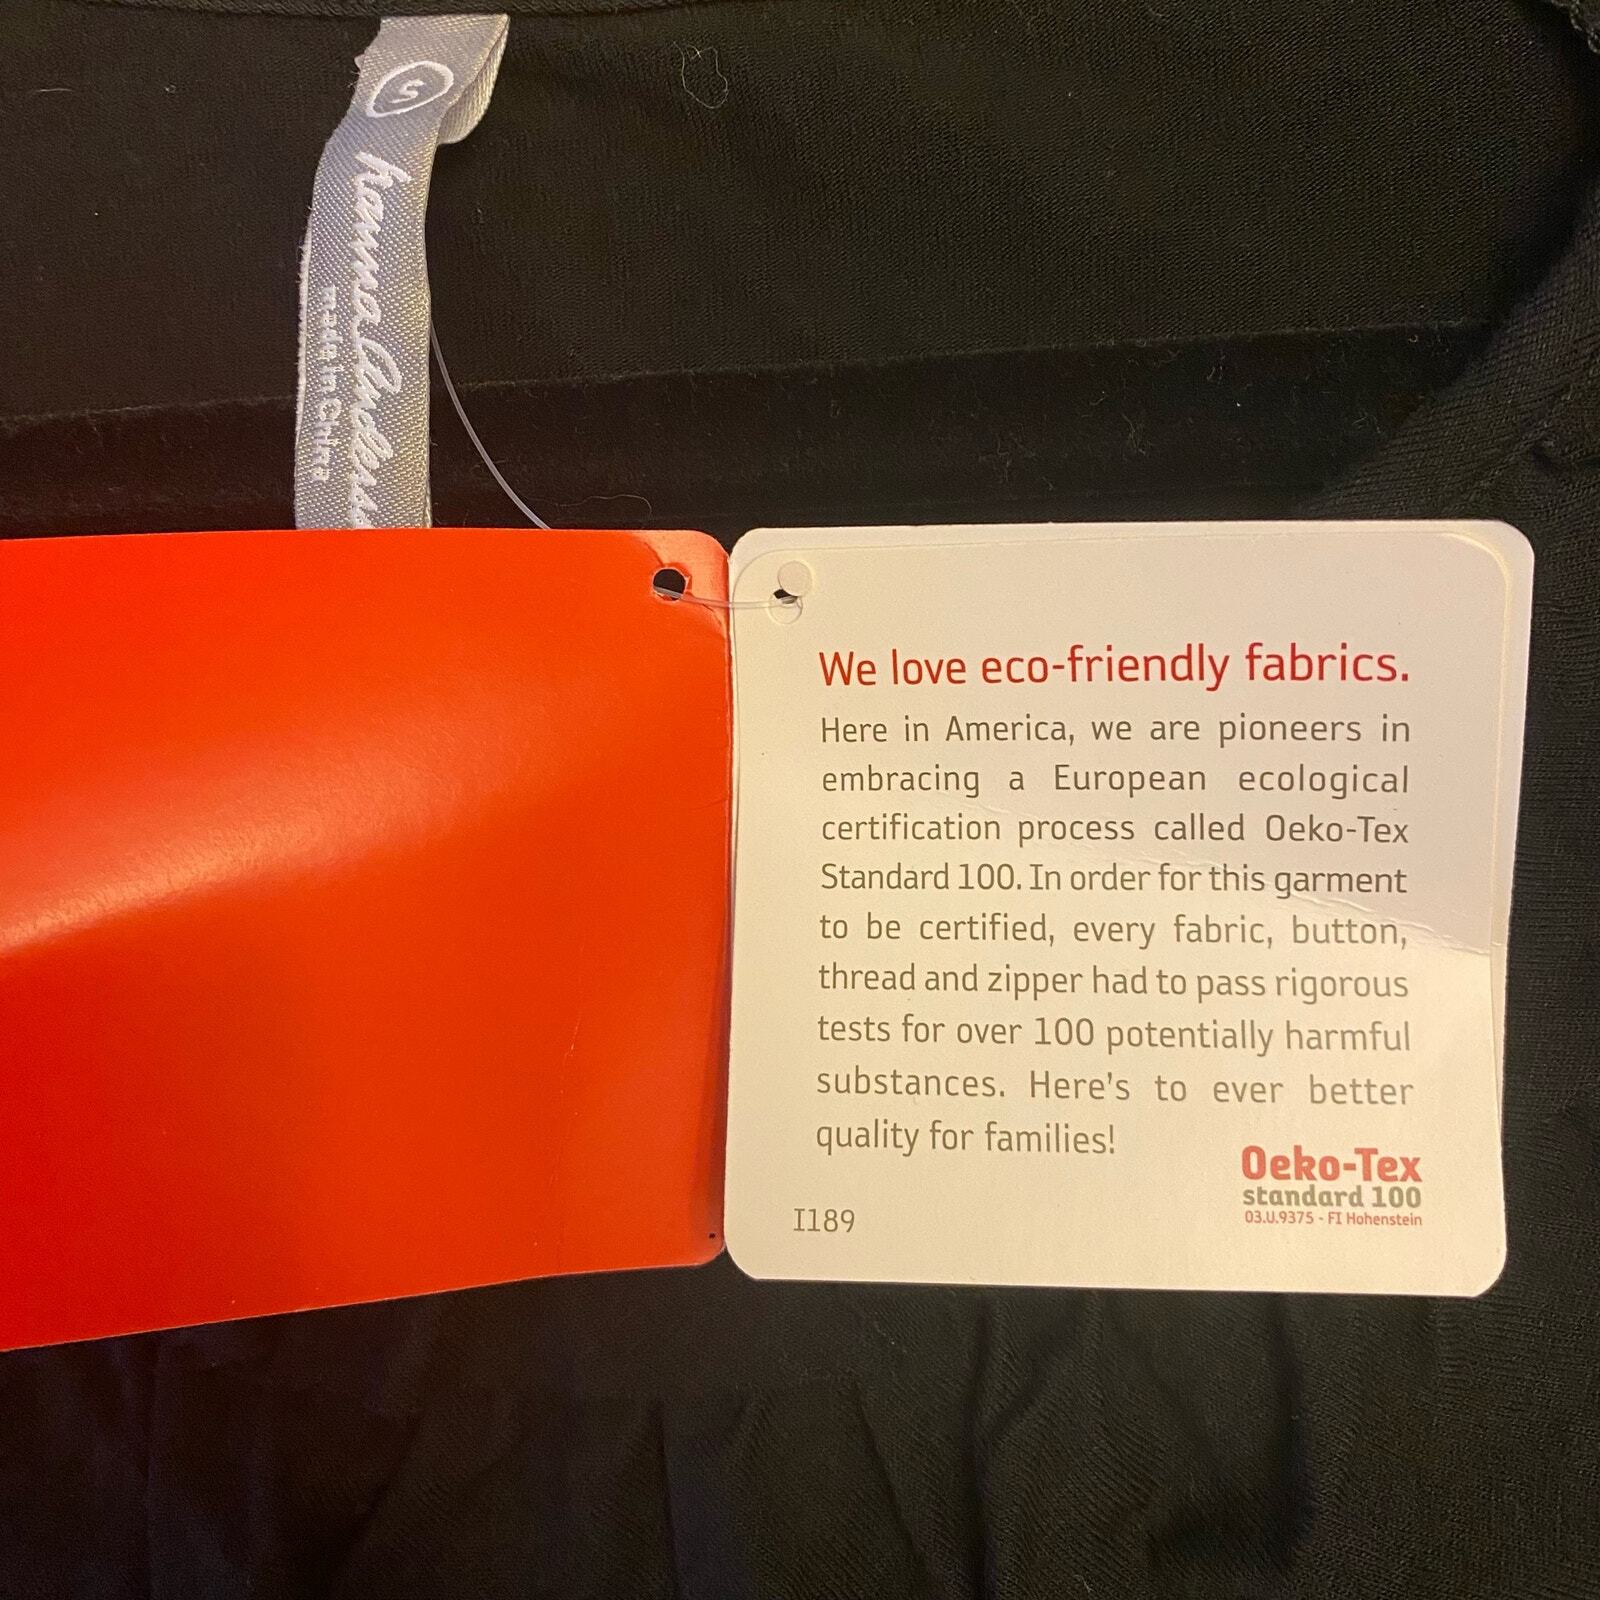 S
hanna Anderss
made in China
We love eco-friendly fabrics.
Here in America, we are pioneers in
embracing a European ecological
certification process called Oeko-Tex
Standard 100. In order for this garment
to be certified, every fabric, button,
thread and zipper had to pass rigorous
tests for over 100 potentially harmful
substances. Here's to ever better
quality for families!
Oeko-Tex
standard 100
03.U.9375 - FI Hohenstein
I189